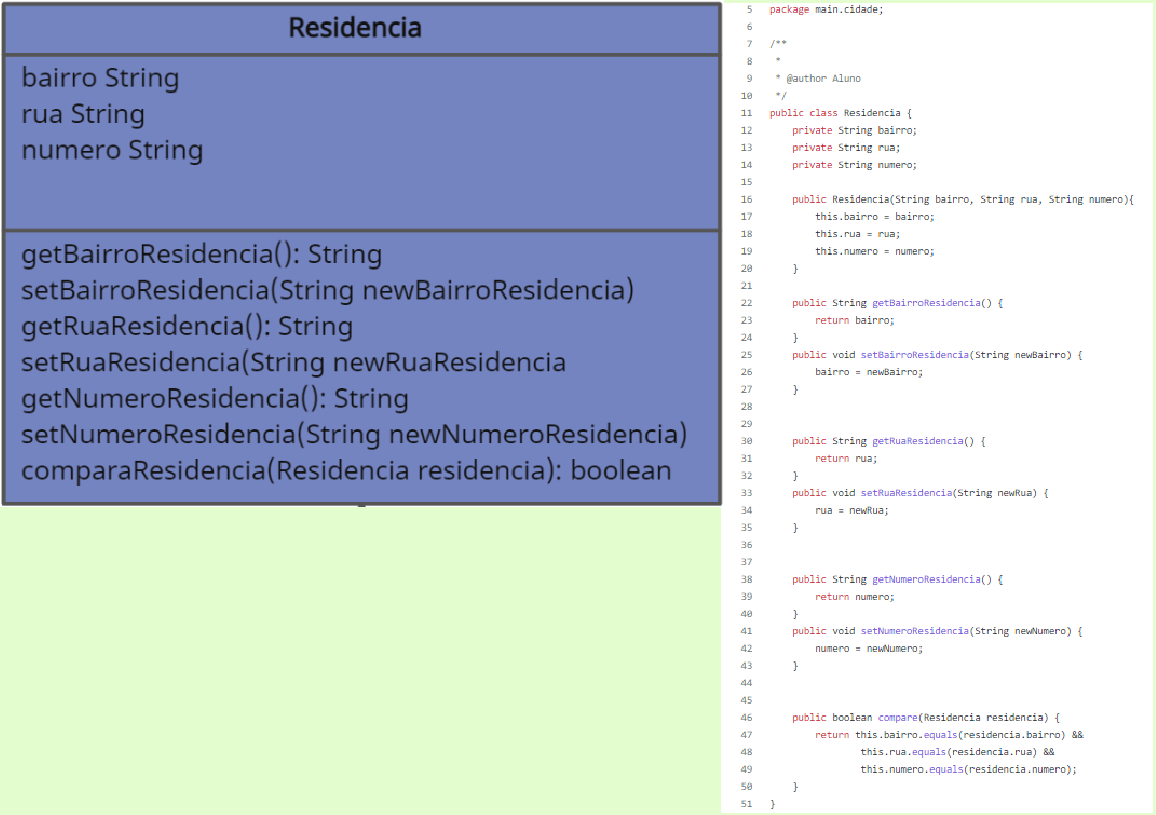 Residencia
bairro String
rua String
numero String
getBairroResidencia(): String
setBairroResidencia(String newBairroResidencia)
getRuaResidencia(): String
setRuaResidencia(String newRuaResidencia
getNumeroResidencia(): String
setNumeroResidencia(String newNumeroResidencia)
comparaResidencia(Residencia residencia): boolean
5 package main.cidade;
6
7 /**
8 *
9 * @author Aluno
10 */
11 public class Residencia {
12 private String bairro;
13 private String rua;
14 private String numero;
15
16 public Residencia(String bairro, String rua, String numero){
17 this.bairro = bairro;
18 this.rua = rua;
19 this.numero = numero;
20 }
21
22 public String getBairroResidencia() {
23 return bairro;
24 }
25 public void setBairroResidencia(String newBairro) {
26 bairro = newBairro;
27 }
28
29
30 public String getRuaResidencia() {
31 return rua;
32 }
33 public void setRuaResidencia(String newRua) {
34 rua = newRua;
35 }
36
37
38 public String getNumeroResidencia() {
39 return numero;
40 }
41 public void setNumeroResidencia(String newNumero) {
42 numero = newNumero;
43 }
44
45
46 public boolean compare(Residencia residencia) {
47 return this.bairro.equals(residencia.bairro) &&
48 this.rua.equals(residencia.rua) &&
49 this.numero.equals(residencia.numero);
50 }
51 }